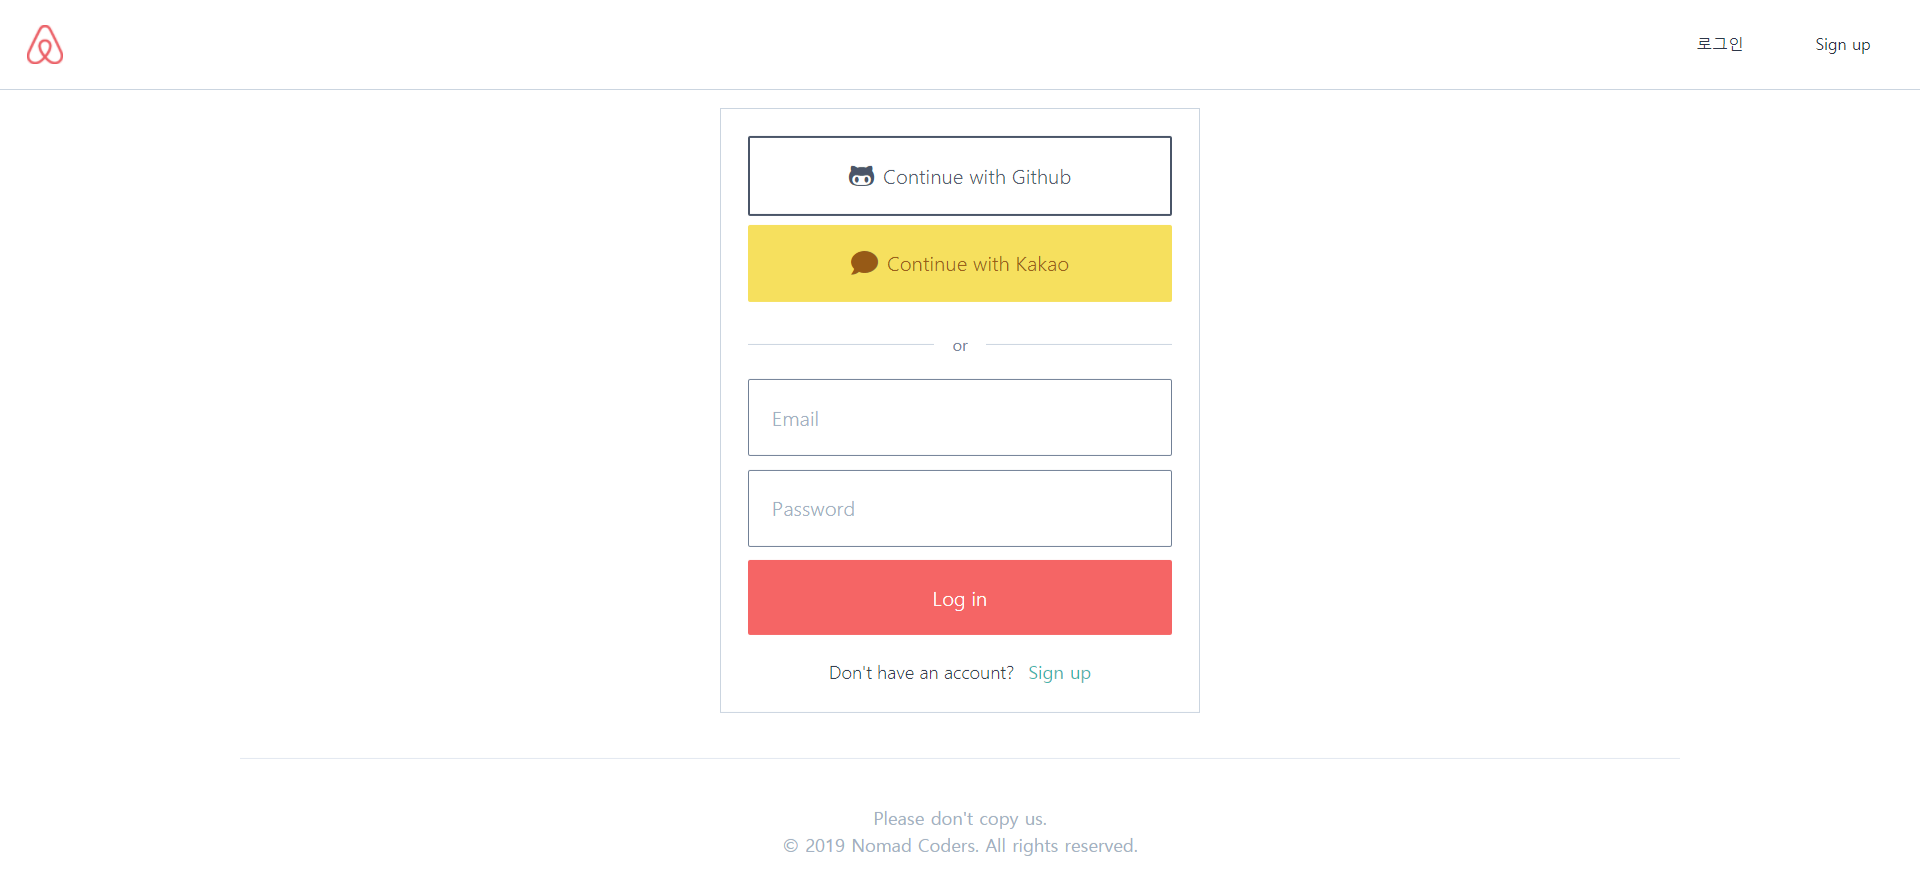 로그인 Sign up
Continue with Github
Continue with Kakao
or
Email
Password
Log in
Don't have an account? Sign up
Please don't copy us.
© 2019 Nomad Coders. All rights reserved.